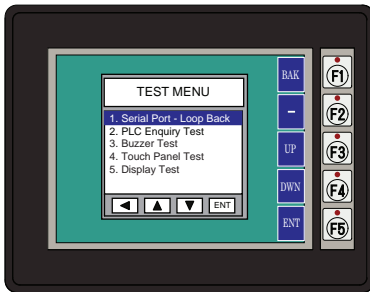 TEST MENU
1. Serial Port - Loop Back
2. PLC Enquiry Test
3. Buzzer Test
4. Touch Panel Test
5. Display Test
ENT
BAK
–
UP
DWN
ENT
F1
F2
F3
F4
F5